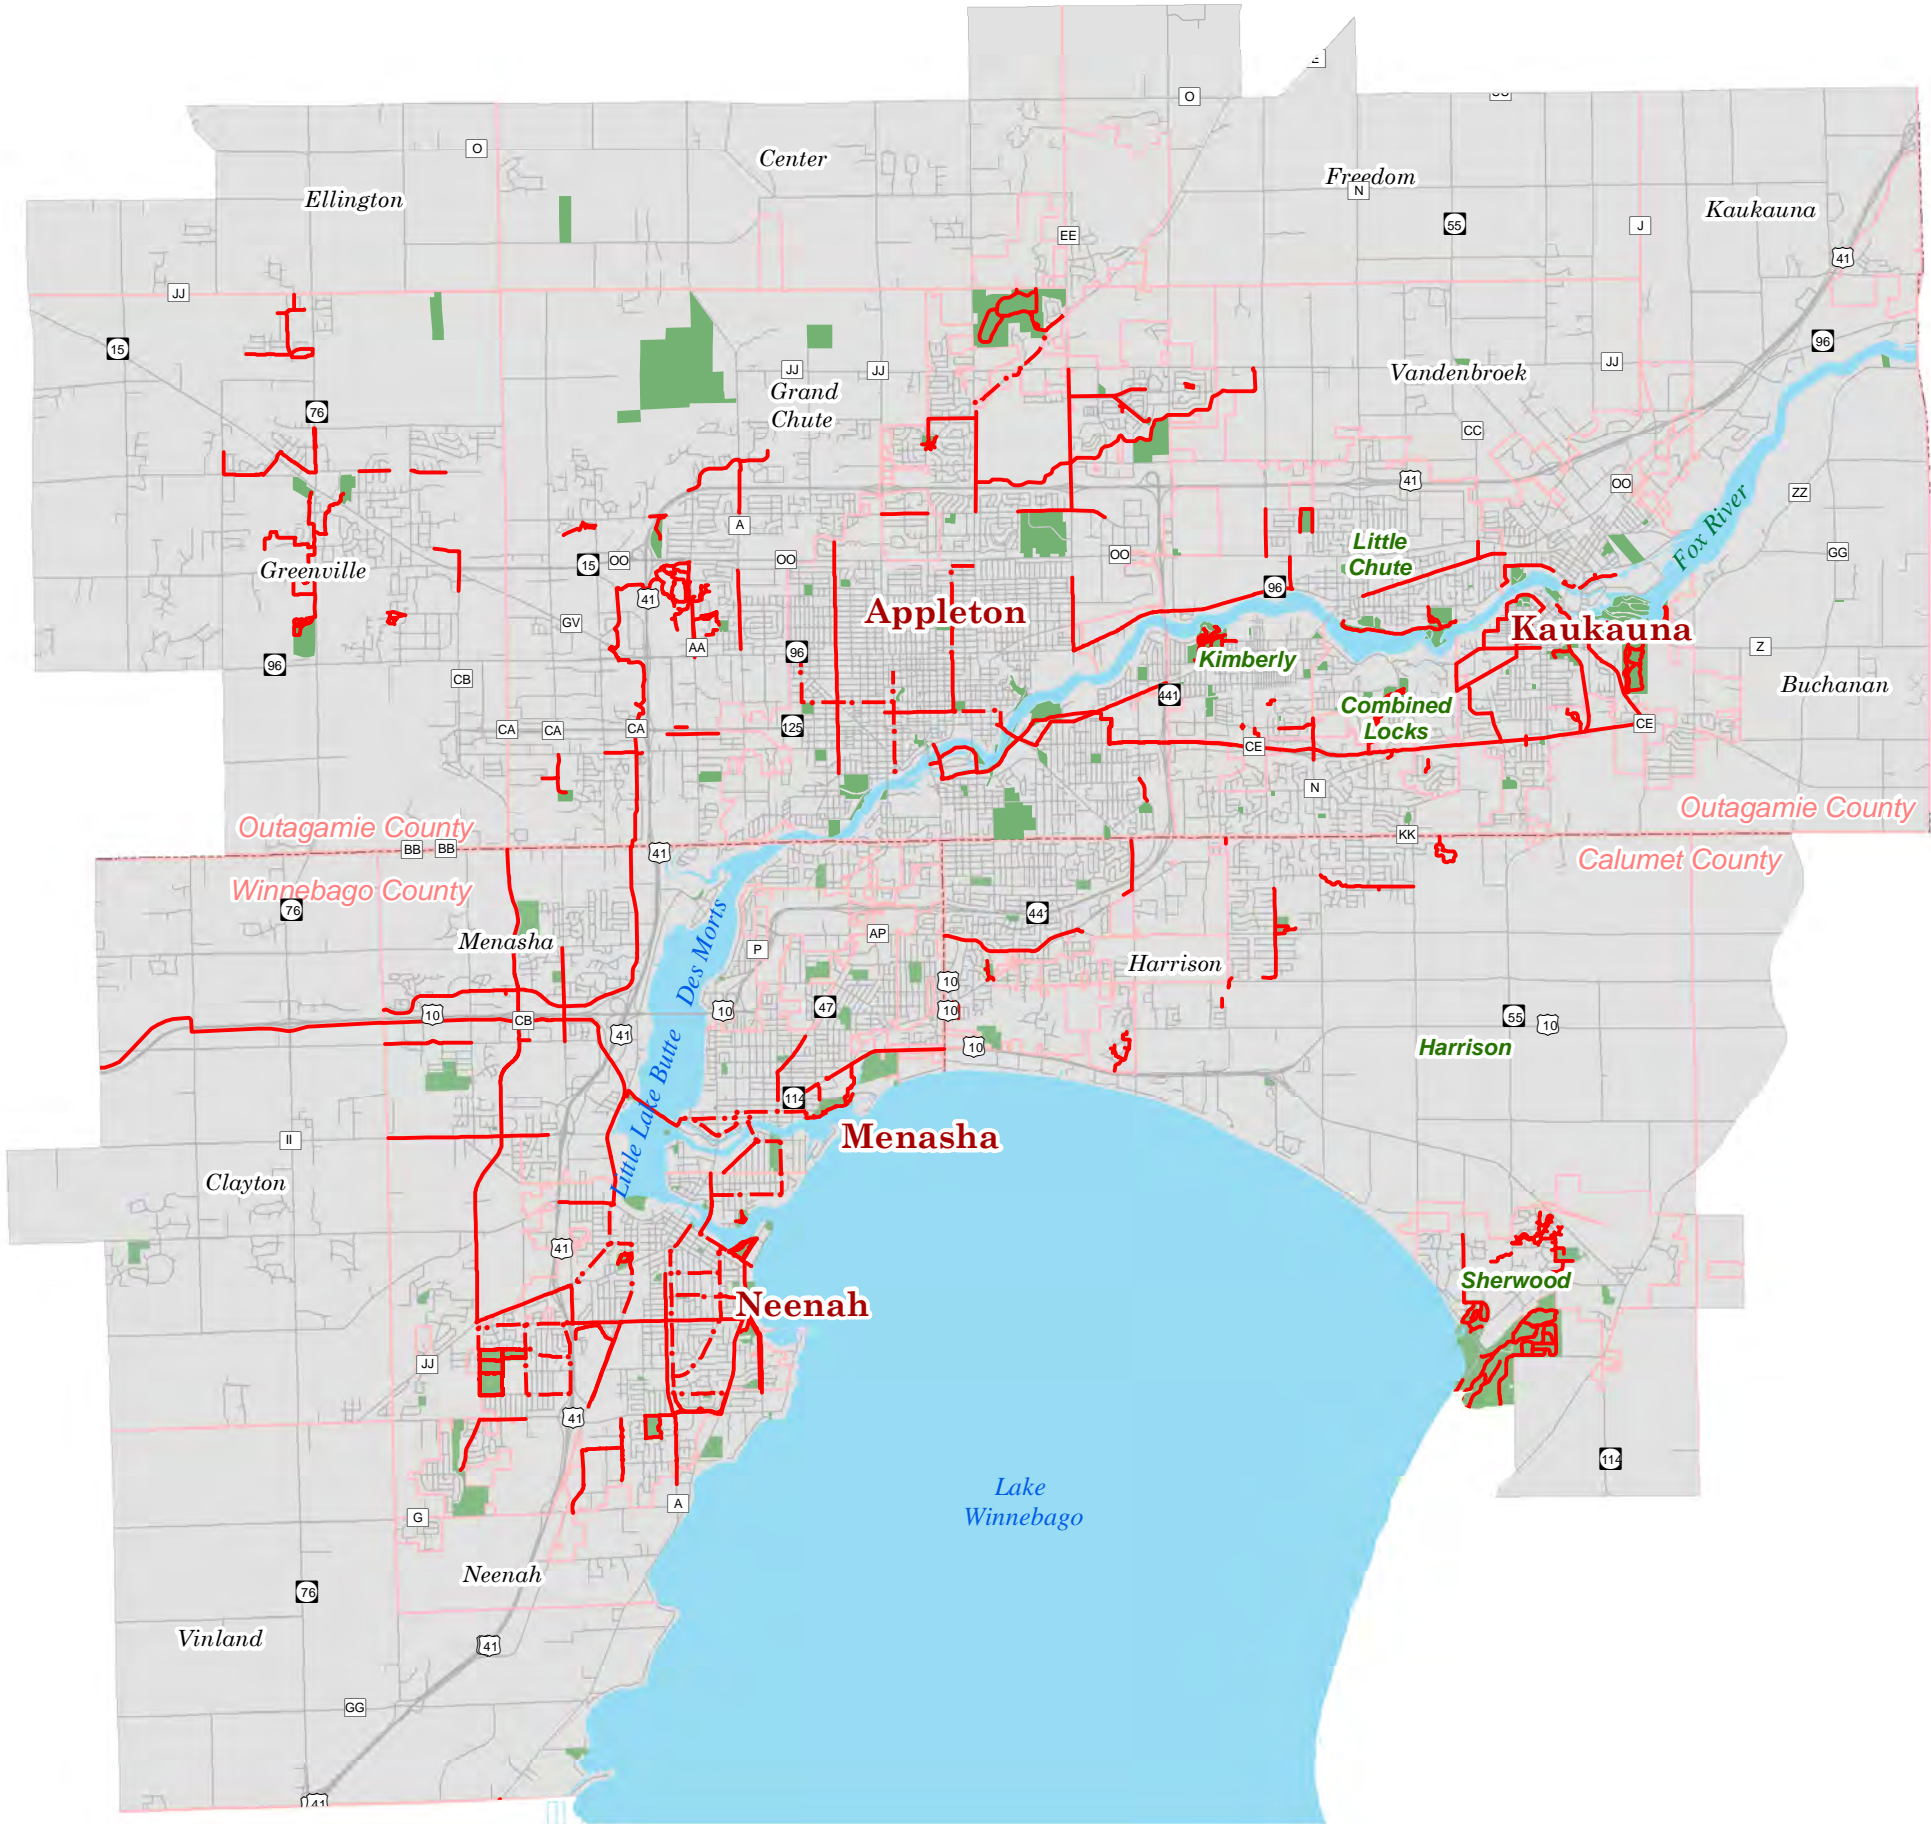 O
O
Center
Ellington
Freedom
N
Kaukauna
55
J
EE
41
JJ
15
96
JJ
JJ
JJ
Vandenbroek
Grand
Chute
76
CC
41
OO
ZZ
Fox River
A
Little
Chute
OO
OO
OO
15
GG
Greenville
96
41
Appleton
GV
Kaukauna
AA
96
Z
Kimberly
96
CB
Buchanan
441
Combined
Locks
CA
CA
CA
125
CE
CE
N
Outagamie County
Outagamie County
KK
BB
BB
41
Calumet County
Winnebago County
76
441
AP
Menasha
P
Des Morts
Harrison
10
47
10
10
10
55
10
CB
41
10
Harrison
Little Lake Butte
114
Menasha
II
Clayton
41
Sherwood
Neenah
JJ
41
114
Lake
Winnebago
A
G
Neenah
76
Vinland
41
GG
41